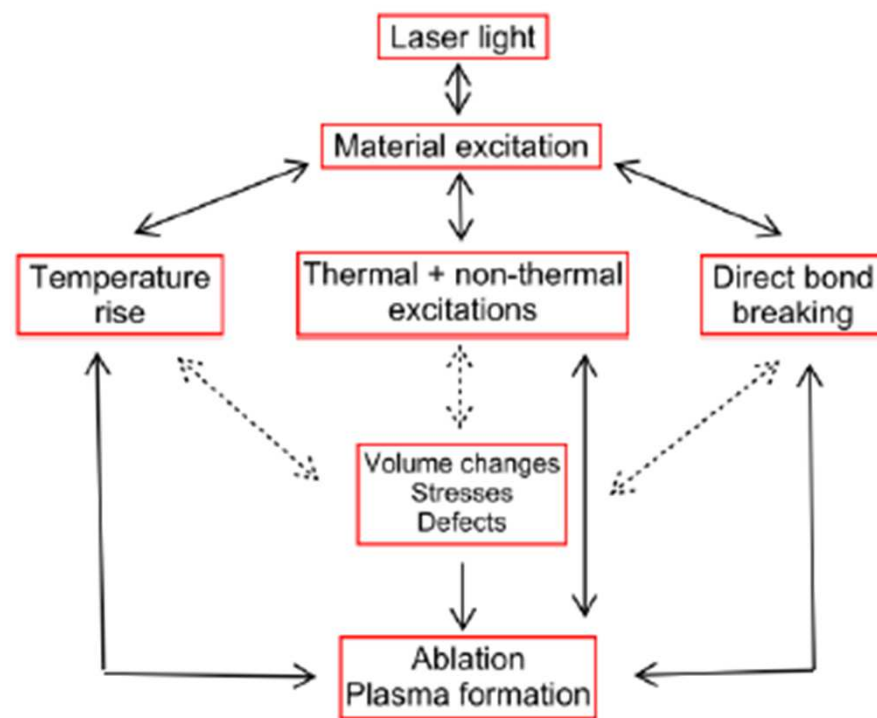 Laser light
Material excitation
Temperature
rise
Thermal + non-thermal
excitations
Direct bond
breaking
Volume changes
Stresses
Defects
Ablation
Plasma formation